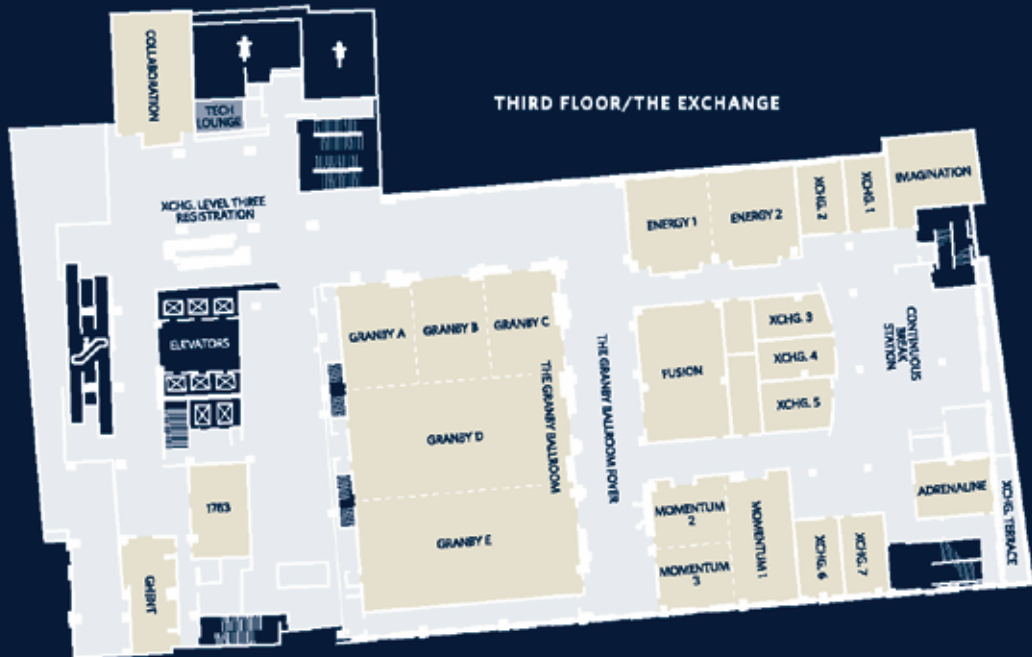 THIRD FLOOR/THE EXCHANGE
COLLABORATION
TECH
LOUNGE
XCHG. LEVEL THREE
REGISTRATION
ELEVATORS
1783
GHENT
GRANBY A
GRANBY B
GRANBY C
GRANBY D
GRANBY E
THE GRANBY BALLROOM
THE GRANBY BALLROOM FOYER
ENERGY 1
ENERGY 2
XCHG. 2
XCHG. 1
IMAGINATION
FUSION
XCHG. 3
XCHG. 4
XCHG. 5
CONTINUOUS
BREAK
STATION
MOMENTUM
2
MOMENTUM
3
MOMENTUM 1
XCHG. 6
XCHG. 7
ADRENALINE
XCHG. TERRACE